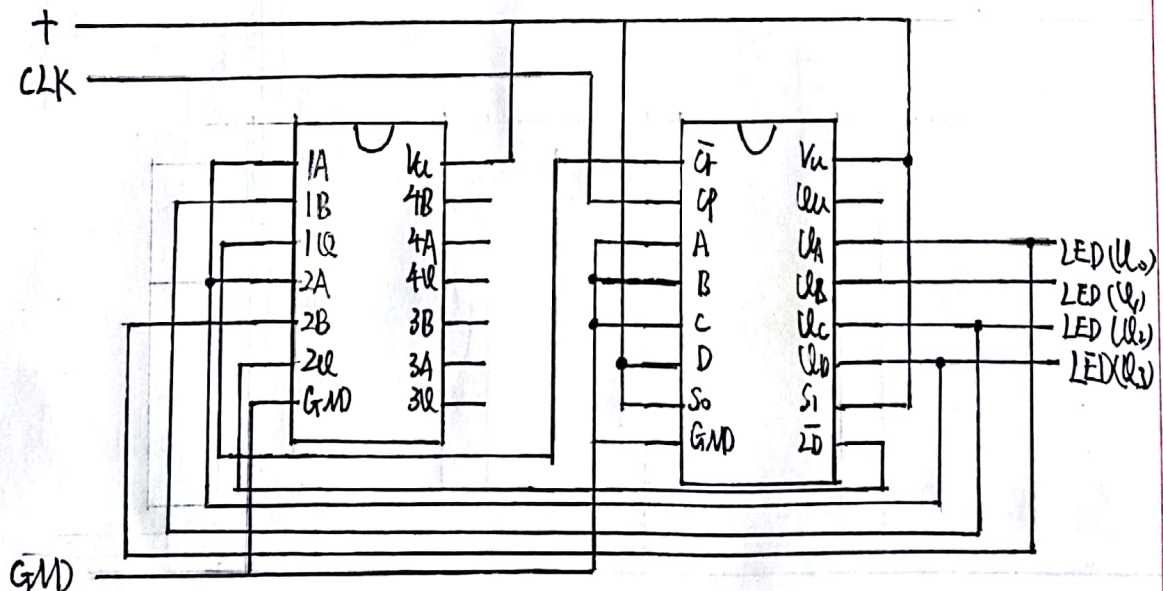 +
CLK
1A
1B
1Q
2A
2B
2Q
GND
Vcc
4B
4A
4Q
3B
3A
3Q
C̅r̅
CP
A
B
C
D
S₀
GND
Vcc
QA
QB
QC
QD
S₁
L̅D̅
LED(Q₀)
LED(Q₁)
LED(Q₂)
LED(Q₃)
GND